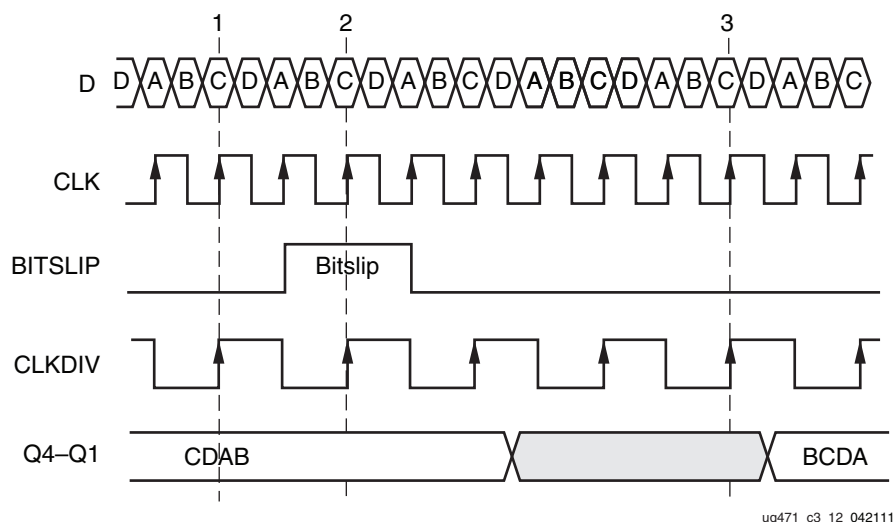 1 2 3
D D A B C D A B C D A B C D A B C D A B C D A B C
CLK
BITSLIP Bitslip
CLKDIV
Q4–Q1 CDAB BCDA
ug471_c3_12_042111